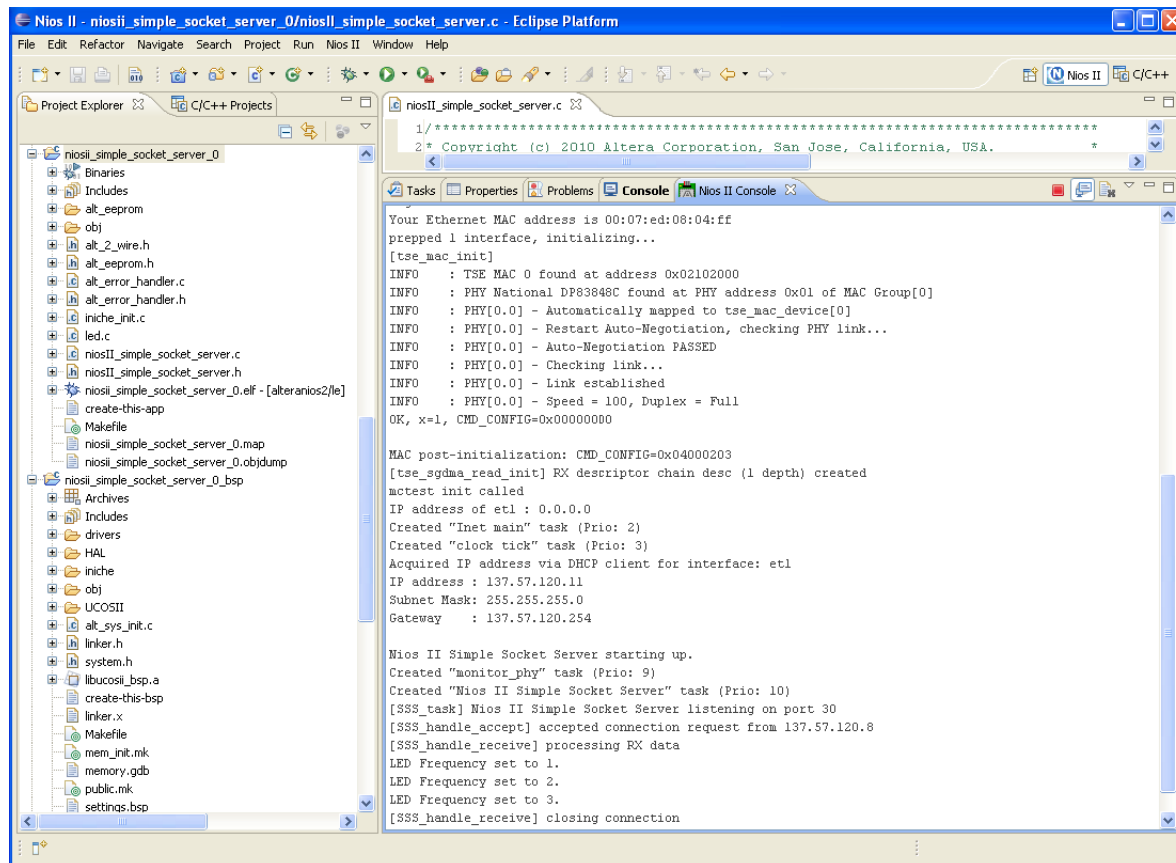 Nios II - niosii_simple_socket_server_0/niosII_simple_socket_server.c - Eclipse Platform
File Edit Refactor Navigate Search Project Run Nios II Window Help
Nios II C/C++
Project Explorer C/C++ Projects
niosii_simple_socket_server_0
Binaries
Includes
alt_eeprom
obj
alt_2_wire.h
alt_eeprom.h
alt_error_handler.c
alt_error_handler.h
iniche_init.c
led.c
niosII_simple_socket_server.c
niosII_simple_socket_server.h
niosii_simple_socket_server_0.elf - [alteranios2/le]
create-this-app
Makefile
niosii_simple_socket_server_0.map
niosii_simple_socket_server_0.objdump
niosii_simple_socket_server_0_bsp
Archives
Includes
drivers
HAL
iniche
obj
UCOSII
alt_sys_init.c
linker.h
system.h
libucosii_bsp.a
create-this-bsp
linker.x
Makefile
mem_init.mk
memory.gdb
public.mk
settings.bsp
niosII_simple_socket_server.c
1/******************************************************************************
2* Copyright (c) 2010 Altera Corporation, San Jose, California, USA. *
Tasks Properties Problems Console Nios II Console
Your Ethernet MAC address is 00:07:ed:08:04:ff
prepped 1 interface, initializing...
[tse_mac_init]
INFO : TSE MAC 0 found at address 0x02102000
INFO : PHY National DP83848C found at PHY address 0x01 of MAC Group[0]
INFO : PHY[0.0] - Automatically mapped to tse_mac_device[0]
INFO : PHY[0.0] - Restart Auto-Negotiation, checking PHY link...
INFO : PHY[0.0] - Auto-Negotiation PASSED
INFO : PHY[0.0] - Checking link...
INFO : PHY[0.0] - Link established
INFO : PHY[0.0] - Speed = 100, Duplex = Full
OK, x=1, CMD_CONFIG=0x00000000
MAC post-initialization: CMD_CONFIG=0x04000203
[tse_sgdma_read_init] RX descriptor chain desc (1 depth) created
mctest init called
IP address of et1 : 0.0.0.0
Created "Inet main" task (Prio: 2)
Created "clock tick" task (Prio: 3)
Acquired IP address via DHCP client for interface: et1
IP address : 137.57.120.11
Subnet Mask: 255.255.255.0
Gateway : 137.57.120.254
Nios II Simple Socket Server starting up.
Created "monitor_phy" task (Prio: 9)
Created "Nios II Simple Socket Server" task (Prio: 10)
[SSS_task] Nios II Simple Socket Server listening on port 30
[SSS_handle_accept] accepted connection request from 137.57.120.8
[SSS_handle_receive] processing RX data
LED Frequency set to 1.
LED Frequency set to 2.
LED Frequency set to 3.
[SSS_handle_receive] closing connection